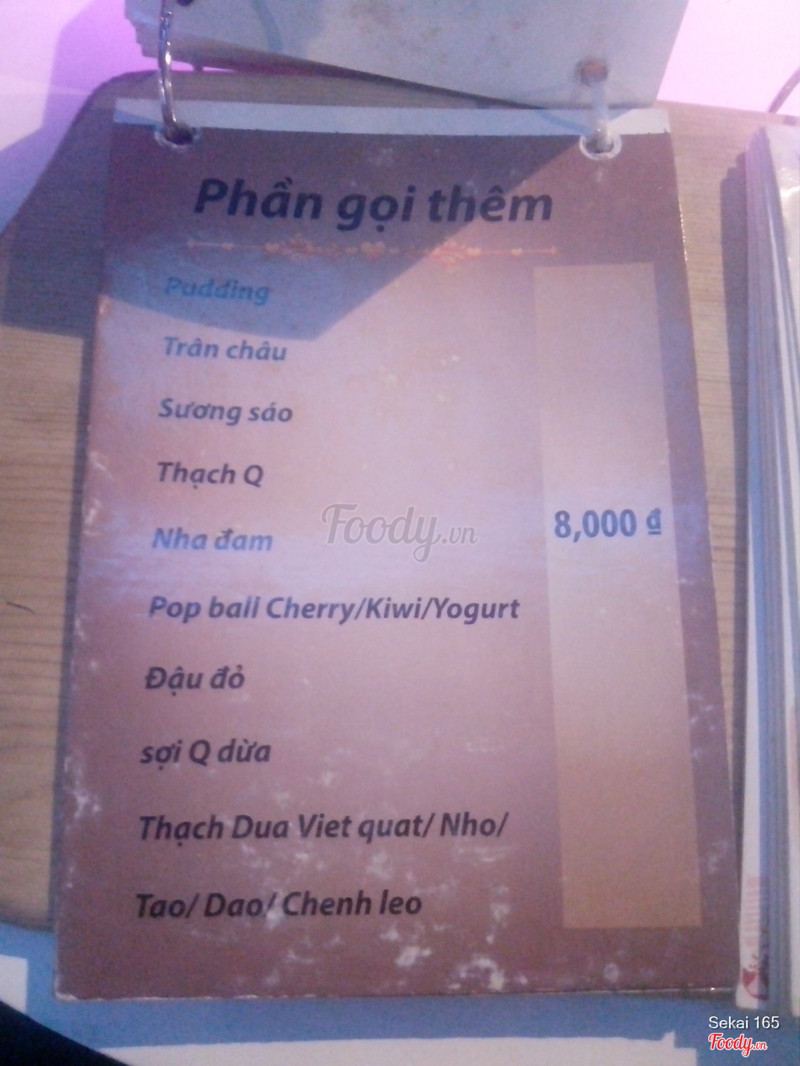 Phần gọi thêm
Pudding
Trân châu
Sương sáo
Thạch Q
Nha đam
8,000 đ
Pop ball Cherry/Kiwi/Yogurt
Đậu đỏ
sợi Q dừa
Thạch Dua Viet quat/ Nho/
Tao/ Dao/ Chenh leo
Foody.vn
Sekai 165
Foody.vn